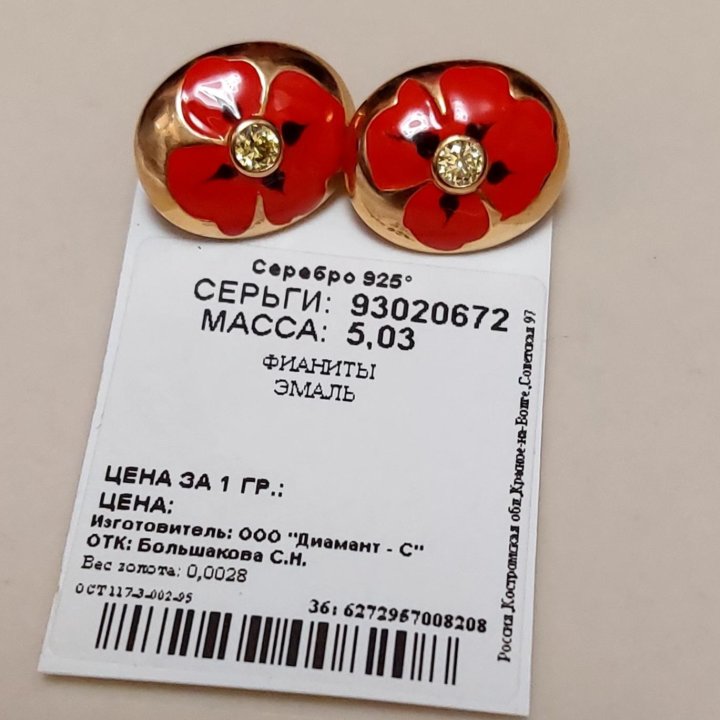 Серебро 925°
СЕРЬГИ: 93020672
МАССА: 5,03
ФИАНИТЫ
ЭМАЛЬ
ЦЕНА ЗА 1 ГР.:
ЦЕНА:
Изготовитель: ООО "Диамант - С"
ОТК: Большакова С.Н.
Вес золота: 0,0028
ОСТ 117-3-002-95
36: 6272957008208
Россия, Костромская обл, Красное-на-Волге, Советская 97